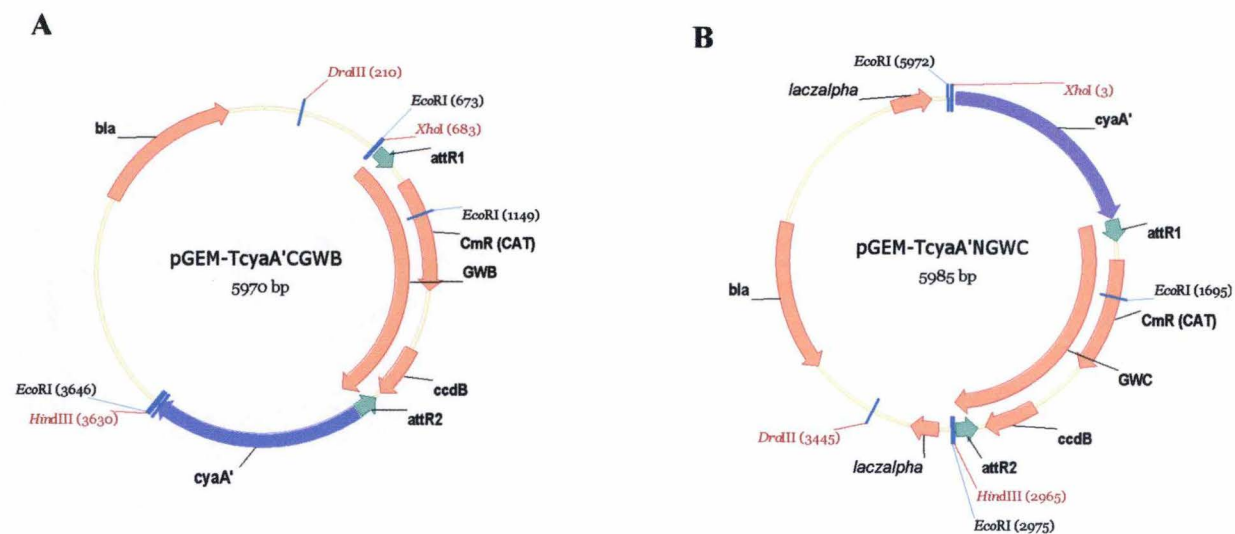 A
DraIII (210)
EcoRI (673)
XhoI (683)
attR1
bla
EcoRI (1149)
CmR (CAT)
GWB
pGEM-TcyaA'CGWB
5970 bp
ccdB
attR2
EcoRI (3646)
HindIII (3630)
cyaA'
B
EcoRI (5972)
laczalpha
XhoI (3)
cyaA'
attR1
pGEM-TcyaA'NGWC
5985 bp
bla
EcoRI (1695)
CmR (CAT)
GWC
ccdB
DraIII (3445)
laczalpha
attR2
HindIII (2965)
EcoRI (2975)